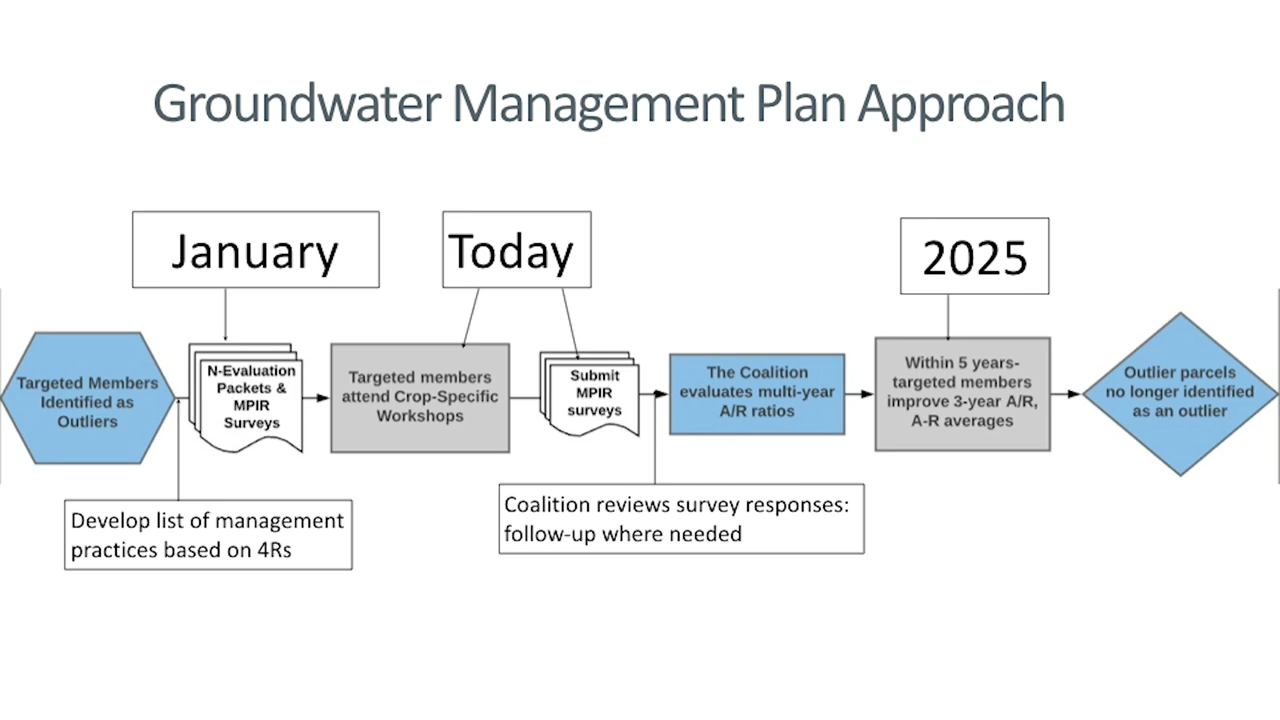 Groundwater Management Plan Approach
January
Today
2025
Targeted Members
Identified as
Outliers
N-Evaluation
Packets &
MPIR
Surveys
Targeted members
attend Crop-Specific
Workshops
Submit
MPIR
surveys
The Coalition
evaluates multi-year
A/R ratios
Within 5 years-
targeted members
improve 3-year A/R,
A-R averages
Outlier parcels
no longer identified
as an outlier
Develop list of management
practices based on 4Rs
Coalition reviews survey responses:
follow-up where needed